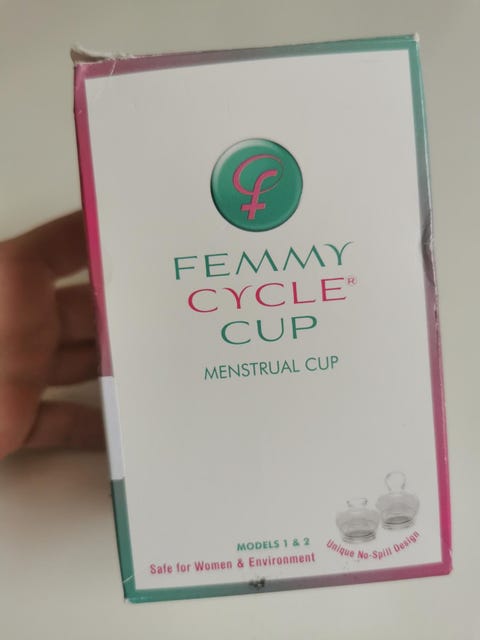 FEMMY
CYCLE®
CUP
MENSTRUAL CUP
MODELS 1 & 2
Safe for Women & Environment
Unique No-Spill Design